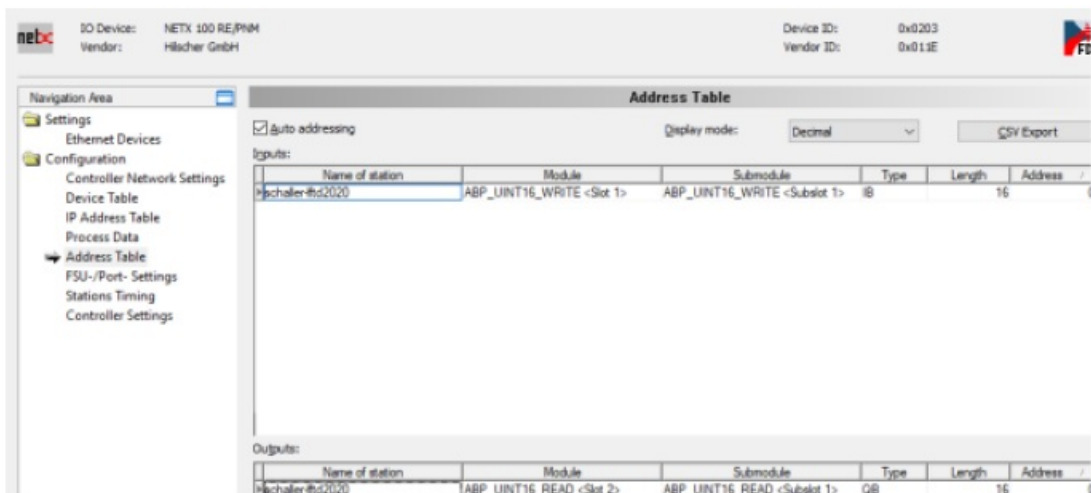 netX
IO Device: NETX 100 RE/PNM Device ID: 0x0203
Vendor: Hilscher GmbH Vendor ID: 0x011E
Navigation Area
Settings
Ethernet Devices
Configuration
Controller Network Settings
Device Table
IP Address Table
Process Data
Address Table
FSU-/Port- Settings
Stations Timing
Controller Settings
Address Table
Auto addressing Display mode: Decimal CSV Export
Inputs:
Name of station Module Submodule Type Length Address
ABP_UINT16_WRITE <Slot 1> ABP_UINT16_WRITE <Subslot 1> IB 16
Outputs:
Name of station Module Submodule Type Length Address
ABP_UINT16_READ <Slot 2> ABP_UINT16_READ <Subslot 1> QB 16